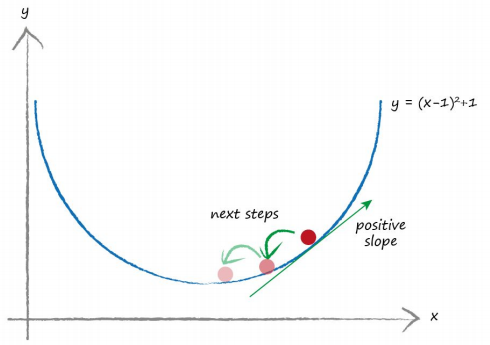 y
y = (x-1)²+1
next steps
positive
slope
x